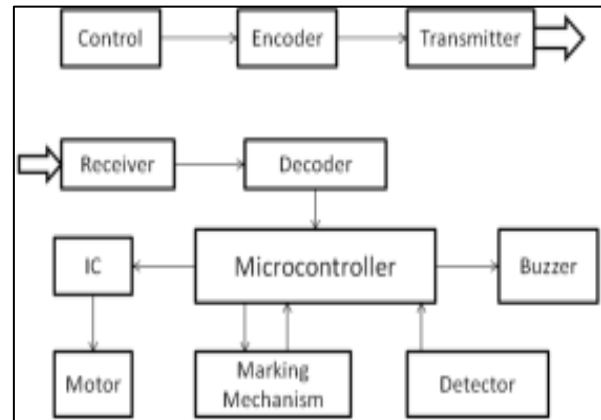 Control
Encoder
Transmitter
Receiver
Decoder
IC
Microcontroller
Buzzer
Motor
Marking
Mechanism
Detector